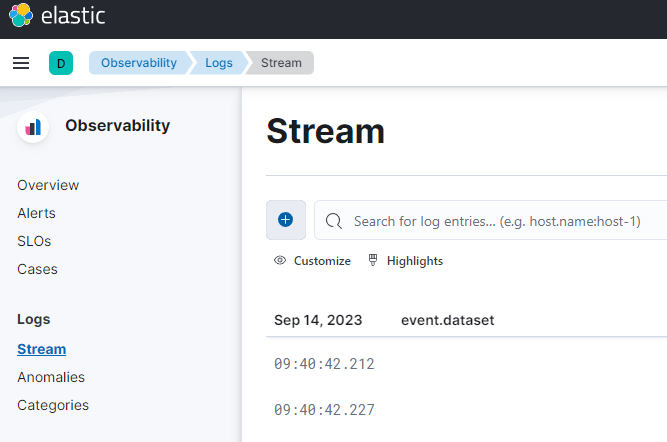 elastic
D
Observability
Logs
Stream
Observability
Overview
Alerts
SLOs
Cases
Logs
Stream
Anomalies
Categories
Stream
Search for log entries... (e.g. host.name:host-1)
Customize
Highlights
Sep 14, 2023 event.dataset
09:40:42.212
09:40:42.227